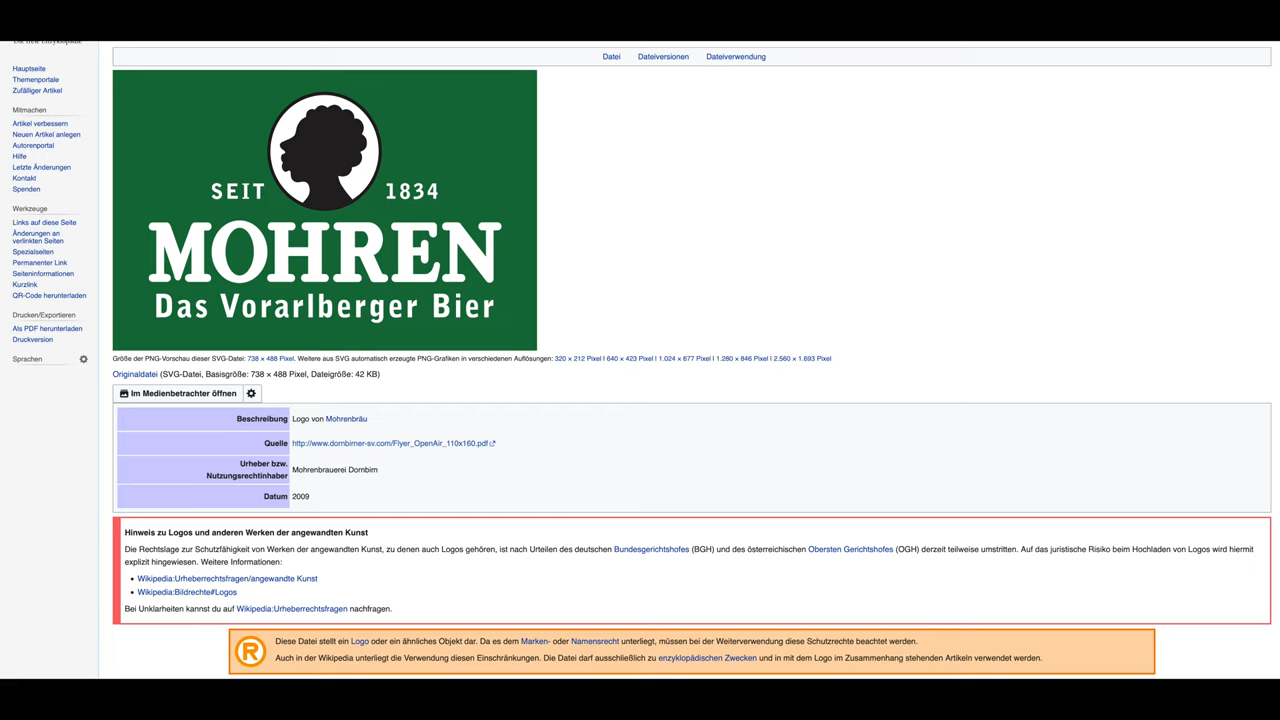 Datei Dateiversionen Dateiverwendung
Hauptseite
Themenportale
Zufälliger Artikel
Mitmachen
Artikel verbessern
Neuen Artikel anlegen
Autorenportal
Hilfe
Letzte Änderungen
Kontakt
Spenden
Werkzeuge
Links auf diese Seite
Änderungen an
verlinkten Seiten
Spezialseiten
Permanenter Link
Seiteninformationen
Kurzlink
QR-Code herunterladen
Drucken/Exportieren
Als PDF herunterladen
Druckversion
Sprachen
SEIT 1834
MOHREN
Das Vorarlberger Bier
Größe der PNG-Vorschau dieser SVG-Datei: 738 × 488 Pixel. Weitere aus SVG automatisch erzeugte PNG-Grafiken in verschiedenen Auflösungen: 320 × 212 Pixel | 640 × 423 Pixel | 1.024 × 677 Pixel | 1.280 × 846 Pixel | 2.560 × 1.693 Pixel
Originaldatei (SVG-Datei, Basisgröße: 738 × 488 Pixel, Dateigröße: 42 KB)
Im Medienbetrachter öffnen
Beschreibung Logo von Mohrenbräu
Quelle http://www.dornbirner-sv.com/Flyer_OpenAir_110x160.pdf
Urheber bzw.
Nutzungsrechtinhaber Mohrenbrauerei Dornbirn
Datum 2009
Hinweis zu Logos und anderen Werken der angewandten Kunst
Die Rechtslage zur Schutzfähigkeit von Werken der angewandten Kunst, zu denen auch Logos gehören, ist nach Urteilen des deutschen Bundesgerichtshofes (BGH) und des österreichischen Obersten Gerichtshofes (OGH) derzeit teilweise umstritten. Auf das juristische Risiko beim Hochladen von Logos wird hiermit
explizit hingewiesen. Weitere Informationen:
• Wikipedia:Urheberrechtsfragen/angewandte Kunst
• Wikipedia:Bildrechte#Logos
Bei Unklarheiten kannst du auf Wikipedia:Urheberrechtsfragen nachfragen.
R
Diese Datei stellt ein Logo oder ein ähnliches Objekt dar. Da es dem Marken- oder Namensrecht unterliegt, müssen bei der Weiterverwendung diese Schutzrechte beachtet werden.
Auch in der Wikipedia unterliegt die Verwendung diesen Einschränkungen. Die Datei darf ausschließlich zu enzyklopädischen Zwecken und in mit dem Logo im Zusammenhang stehenden Artikeln verwendet werden.